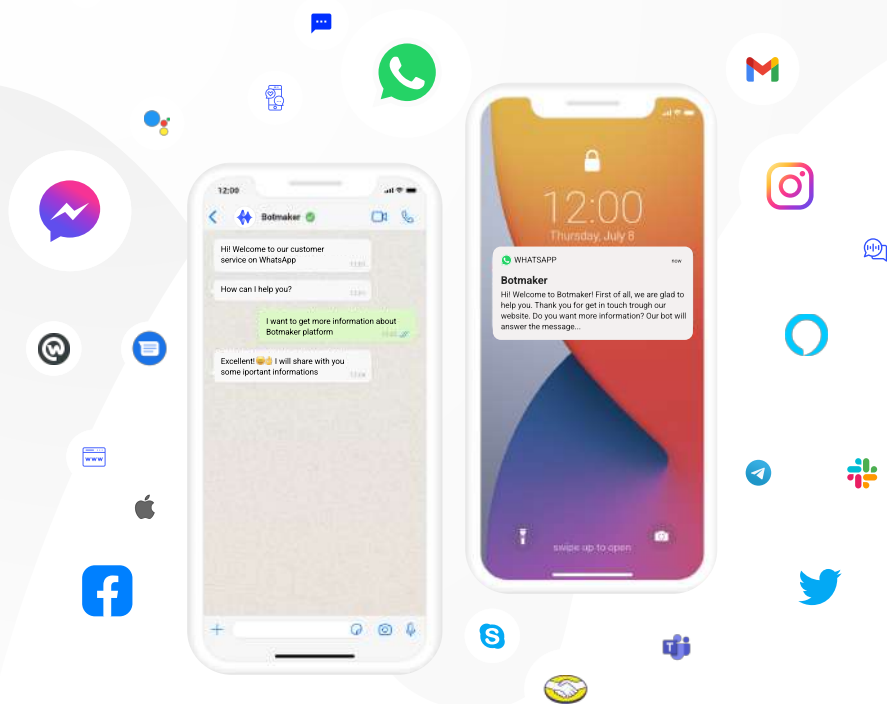 12:00
Botmaker
Hi! Welcome to our customer
service on WhatsApp
How can I help you?
I want to get more information about
Botmaker platform
Excellent!😄👍 I will share with you
some iportant informations
12:00
Thursday, July 8
WHATSAPP
now
Botmaker
Hi! Welcome to Botmaker! First of all, we are glad to
help you. Thank you for get in touch trough our
website. Do you want more information? Our bot will
answer the message...
swipe up to open
www